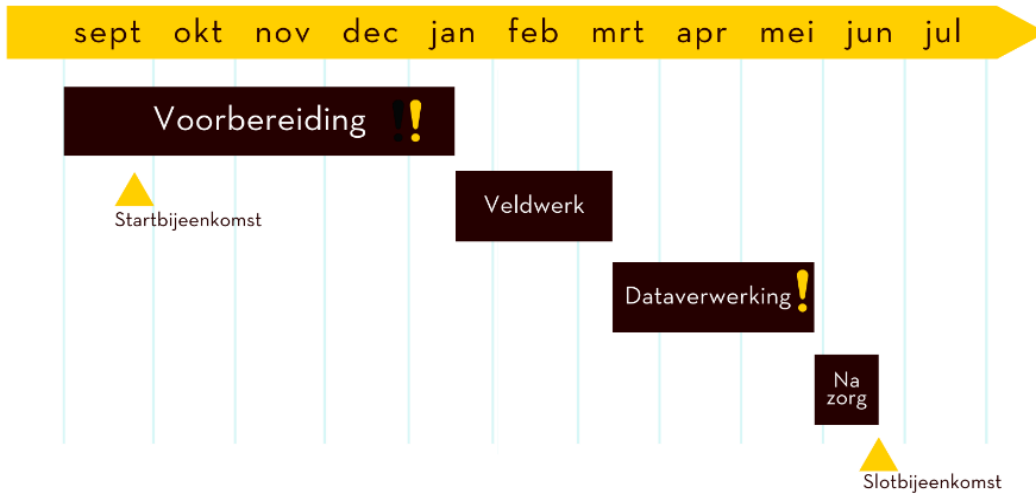 sept okt nov dec jan feb mrt apr mei jun jul
Voorbereiding !!
Startbijeenkomst
Veldwerk
Dataverwerking !
Na
zorg
Slotbijeenkomst